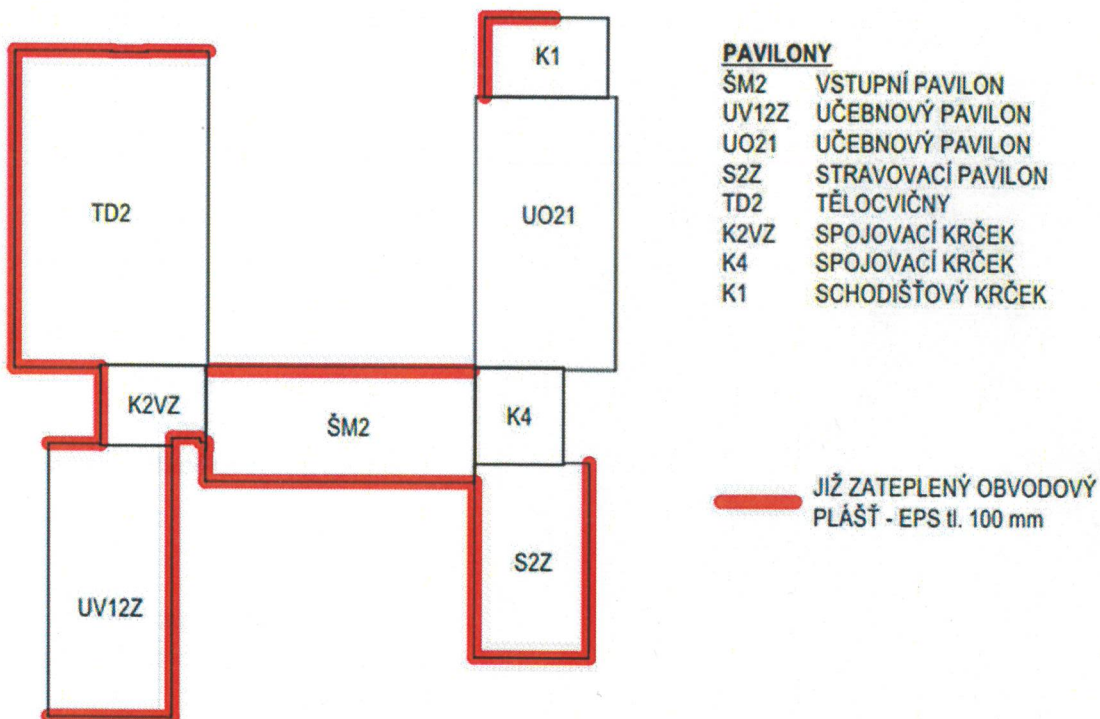 K1
TD2
UO21
K2VZ
ŠM2
K4
S2Z
UV12Z
PAVILONY
ŠM2 VSTUPNÍ PAVILON
UV12Z UČEBNOVÝ PAVILON
UO21 UČEBNOVÝ PAVILON
S2Z STRAVOVACÍ PAVILON
TD2 TĚLOCVIČNY
K2VZ SPOJOVACÍ KRČEK
K4 SPOJOVACÍ KRČEK
K1 SCHODIŠŤOVÝ KRČEK
JIŽ ZATEPLENÝ OBVODOVÝ
PLÁŠŤ - EPS tl. 100 mm